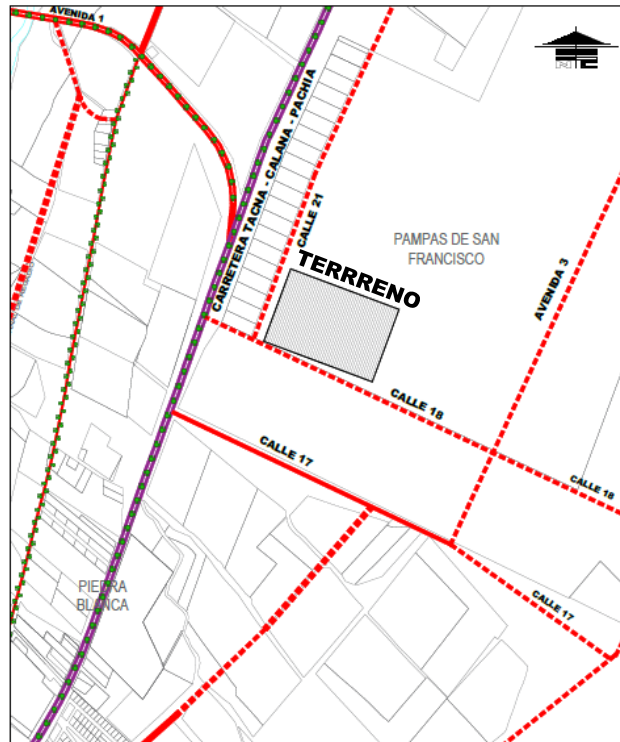 AVENIDA 1
CARRETERA TACNA - CALANA - PACHIA
CALLE 21
PAMPAS DE SAN
FRANCISCO
TERRRENO
AVENIDA 3
CALLE 18
CALLE 17
CALLE 18
PIEDRA
BLANCA
CALLE 17